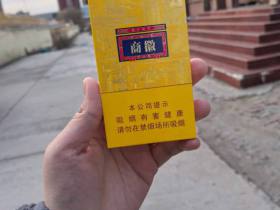 徽商
本公司提示
吸烟有害健康
请勿在禁烟场所吸烟